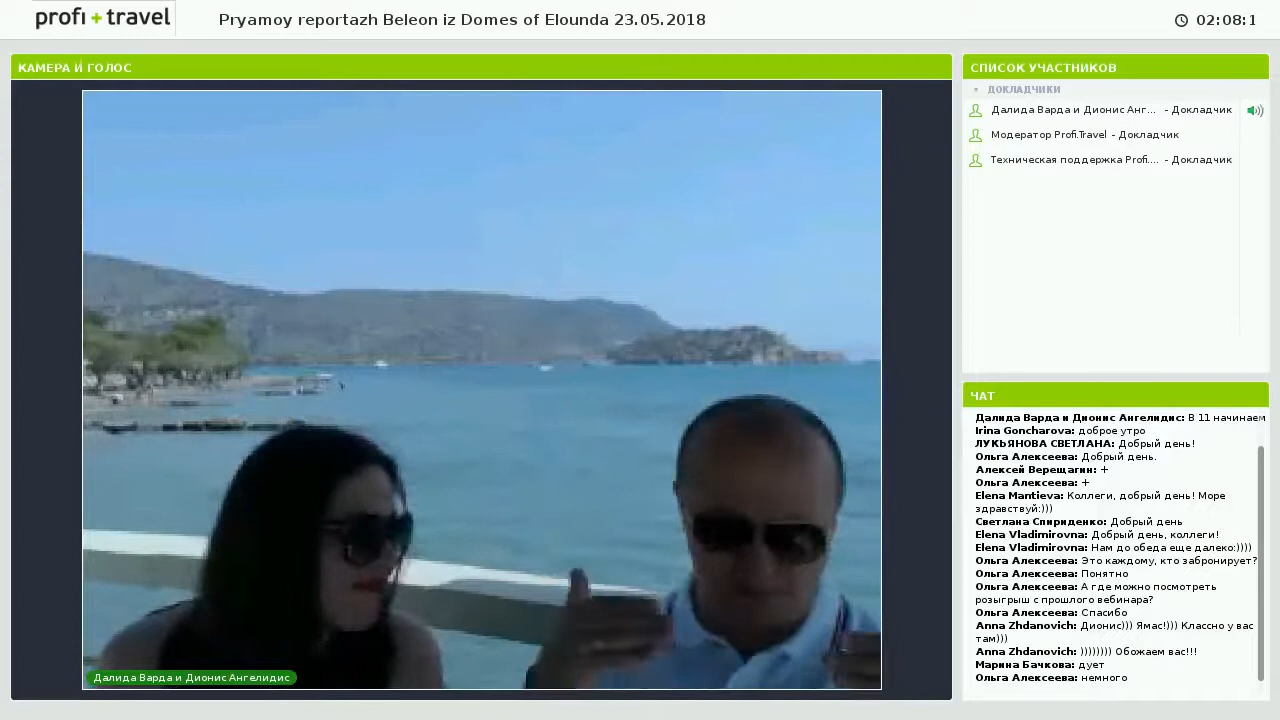 profi + travel
Pryamoy reportazh Beleon iz Domes of Elounda 23.05.2018
02:08:1
КАМЕРА И ГОЛОС
Далида Варда и Дионис Ангелидис
СПИСОК УЧАСТНИКОВ
ДОКЛАДЧИКИ
Далида Варда и Дионис Анг... - Докладчик
Модератор Profi.Travel - Докладчик
Техническая поддержка Profi.... - Докладчик
ЧАТ
Далида Варда и Дионис Ангелидис: В 11 начинаем
Irina Goncharova: доброе утро
ЛУКЬЯНОВА СВЕТЛАНА: Добрый день!
Ольга Алексеева: Добрый день.
Алексей Верещагин: +
Ольга Алексеева: +
Elena Mantieva: Коллеги, добрый день! Море
здравствуй:)))
Светлана Спириденко: Добрый день
Elena Vladimirovna: Добрый день, коллеги!
Elena Vladimirovna: Нам до обеда еще далеко:))))
Ольга Алексеева: Это каждому, кто забронирует?
Ольга Алексеева: Понятно
Ольга Алексеева: А где можно посмотреть
розыгрыш с прошлого вебинара?
Ольга Алексеева: Спасибо
Anna Zhdanovich: Дионис))) Ямас!))) Классно у вас
там)))
Anna Zhdanovich: )))))))) Обожаем вас!!!
Марина Бачкова: дует
Ольга Алексеева: немного